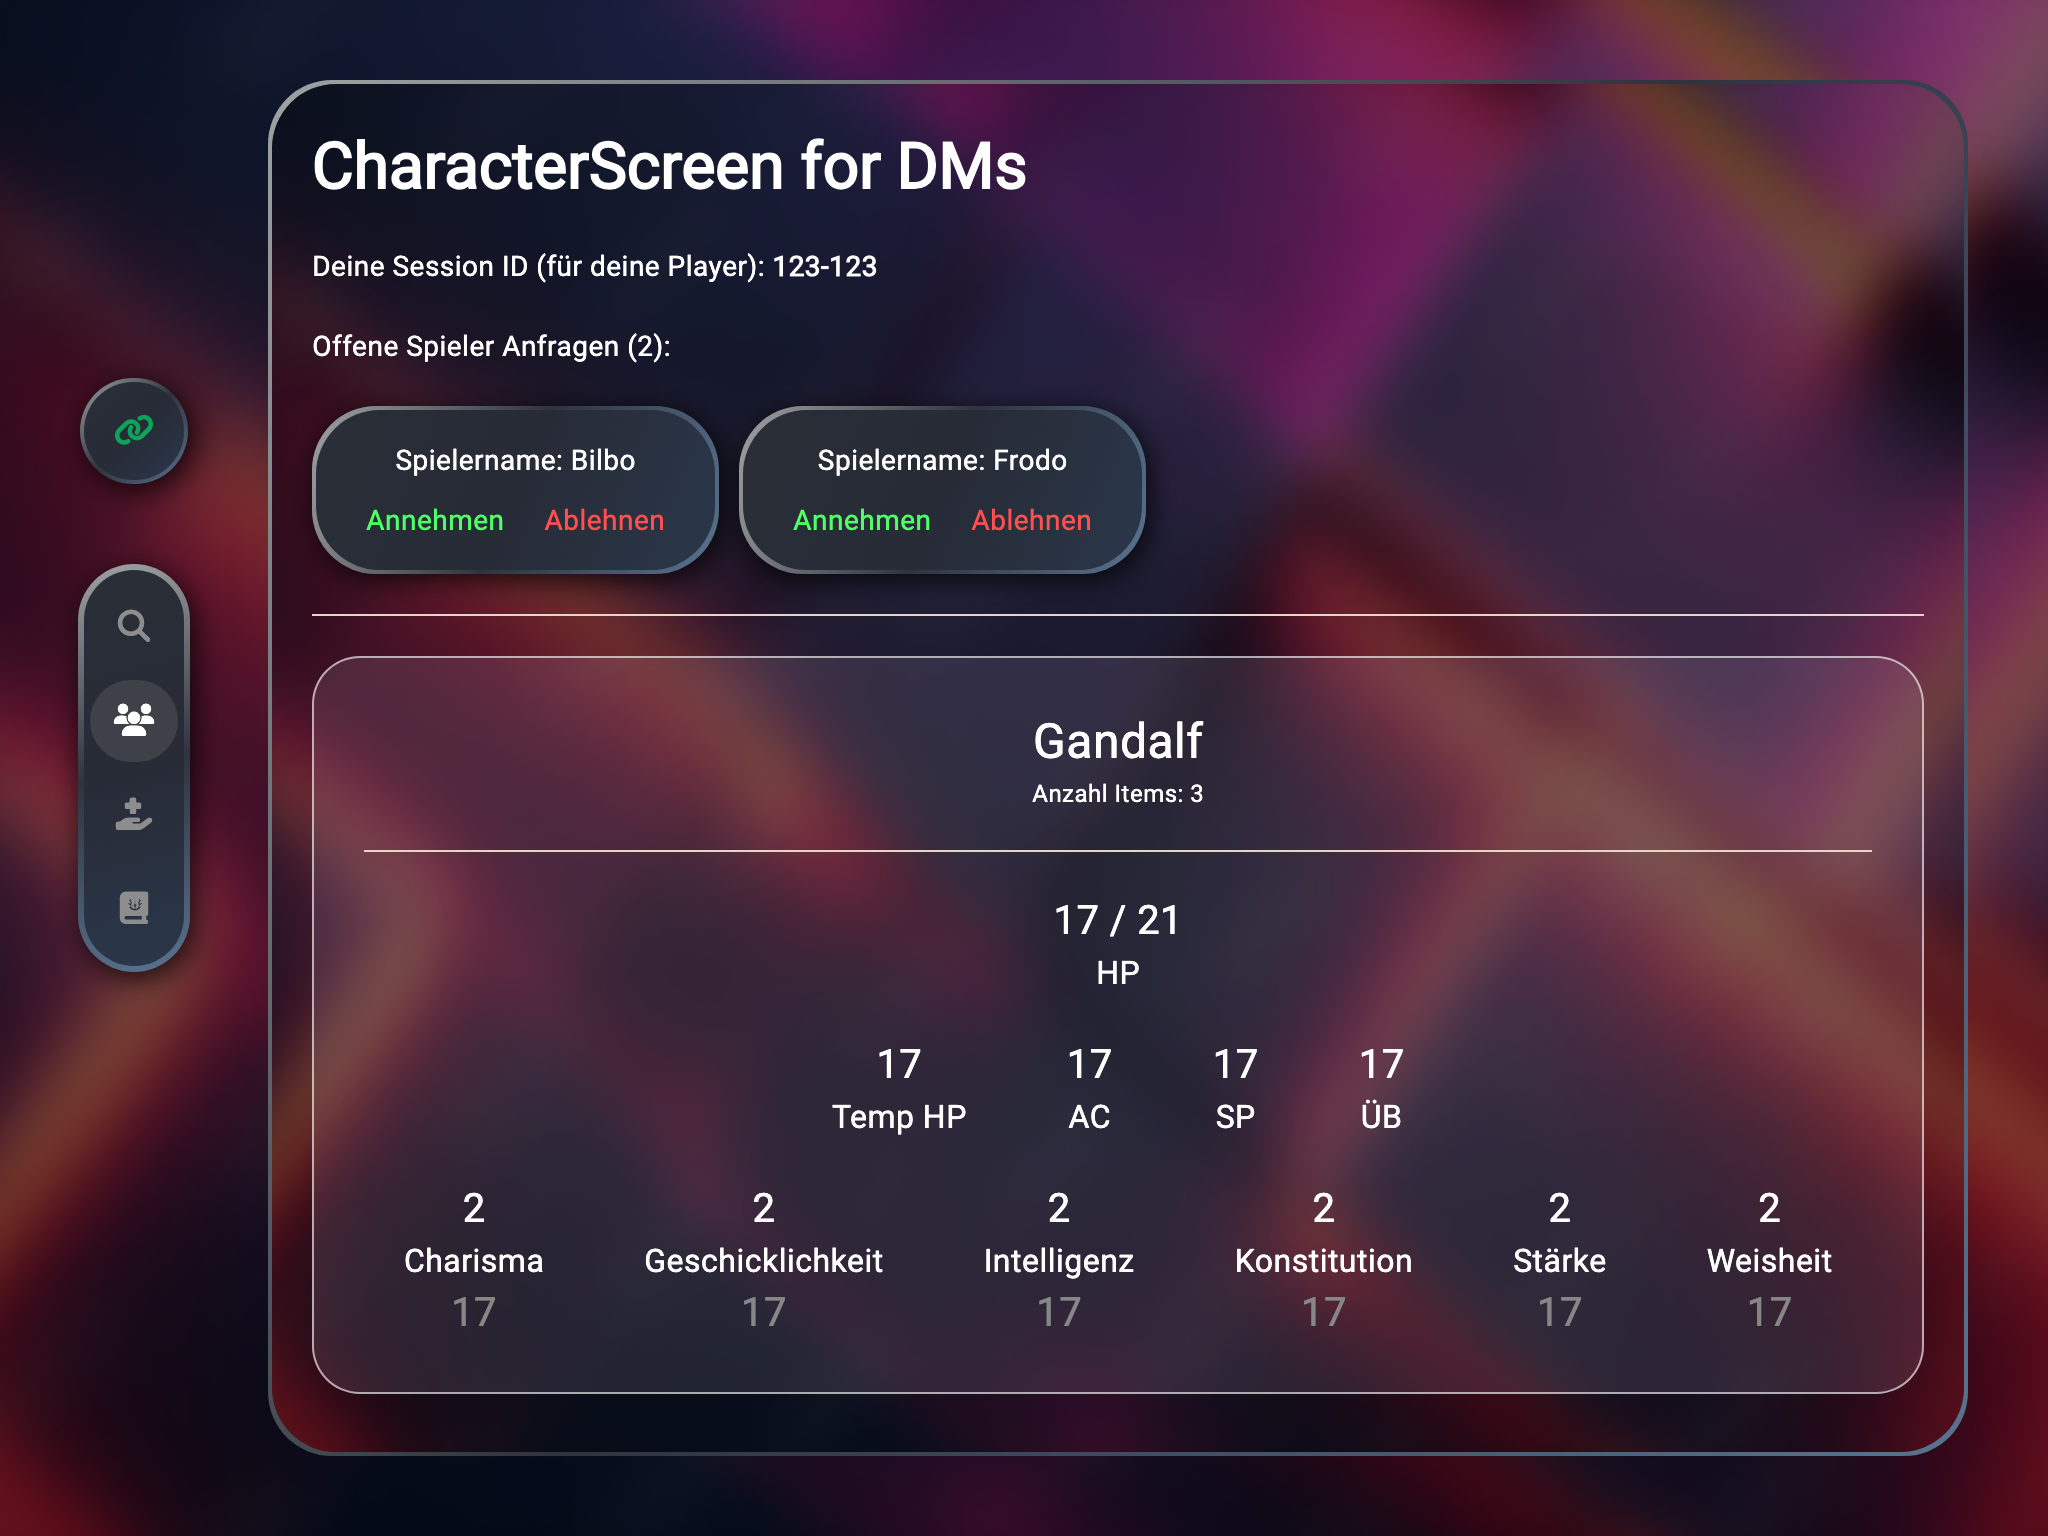 CharacterScreen for DMs
Deine Session ID (für deine Player): 123-123
Offene Spieler Anfragen (2):
Spielername: Bilbo
Annehmen Ablehnen
Spielername: Frodo
Annehmen Ablehnen
Gandalf
Anzahl Items: 3
17 / 21
HP
17 17 17 17
Temp HP AC SP ÜB
2 2 2 2 2 2
Charisma Geschicklichkeit Intelligenz Konstitution Stärke Weisheit
17 17 17 17 17 17